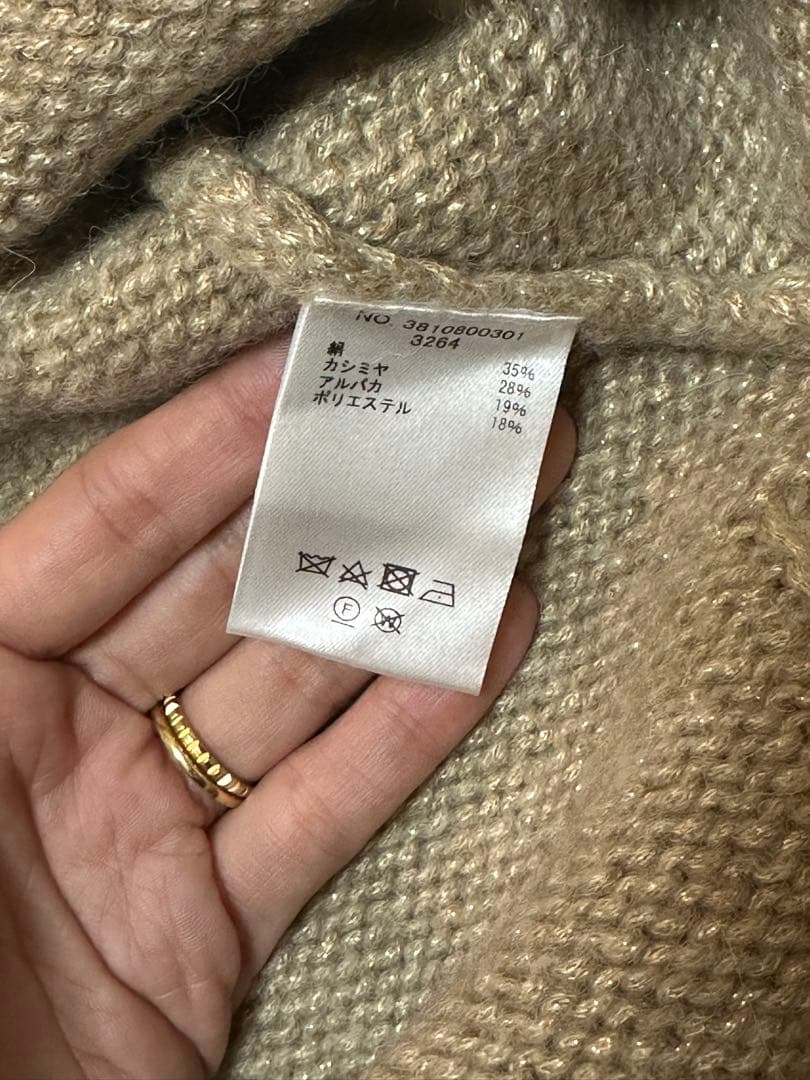 NO. 3810800301
3264
絹 35%
カシミヤ 28%
アルパカ 19%
ポリエステル 18%
F
W